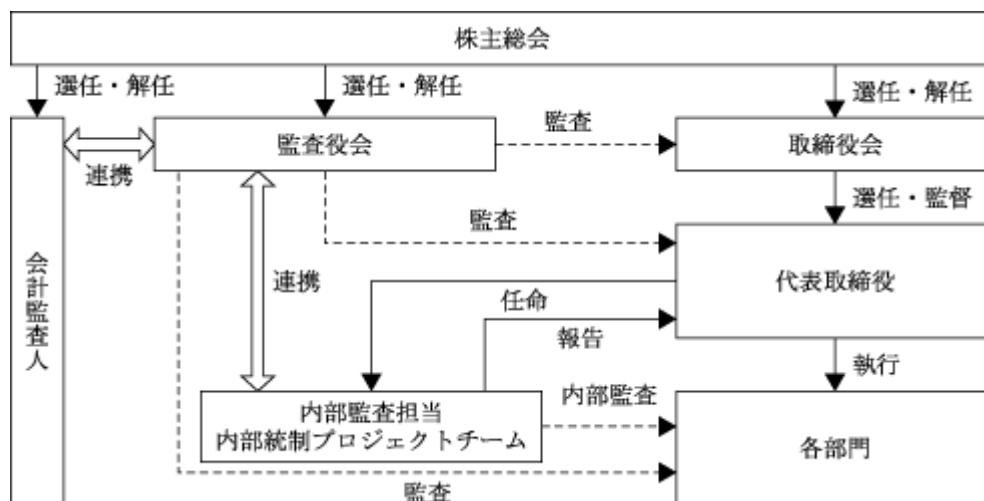 株主総会
選任・解任
選任・解任
選任・解任
監査役会
監査
取締役会
連携
選任・監督
監査
会計監査人
連携
代表取締役
任命
報告
執行
内部監査担当
内部統制プロジェクトチーム
内部監査
各部門
監査